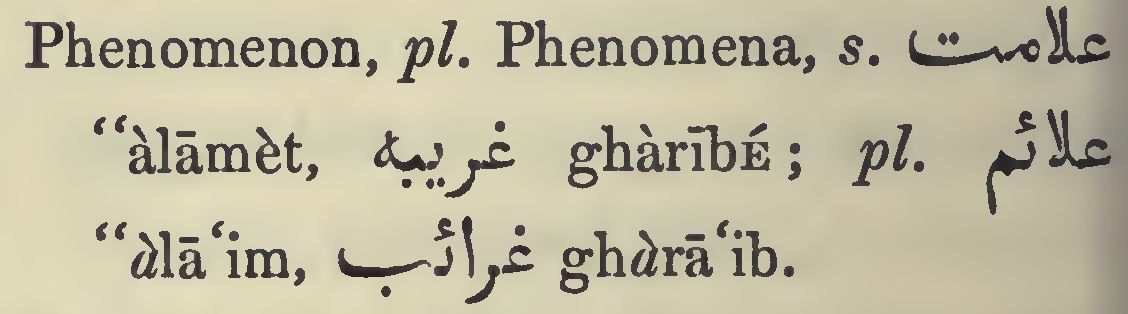 Phenomenon, pl. Phenomena, s. علامت
‘‘àlāmèt, غريبه ghàrībÉ; pl. علائم
‘‘àlā‘im, غرائب ghàrā‘ib.